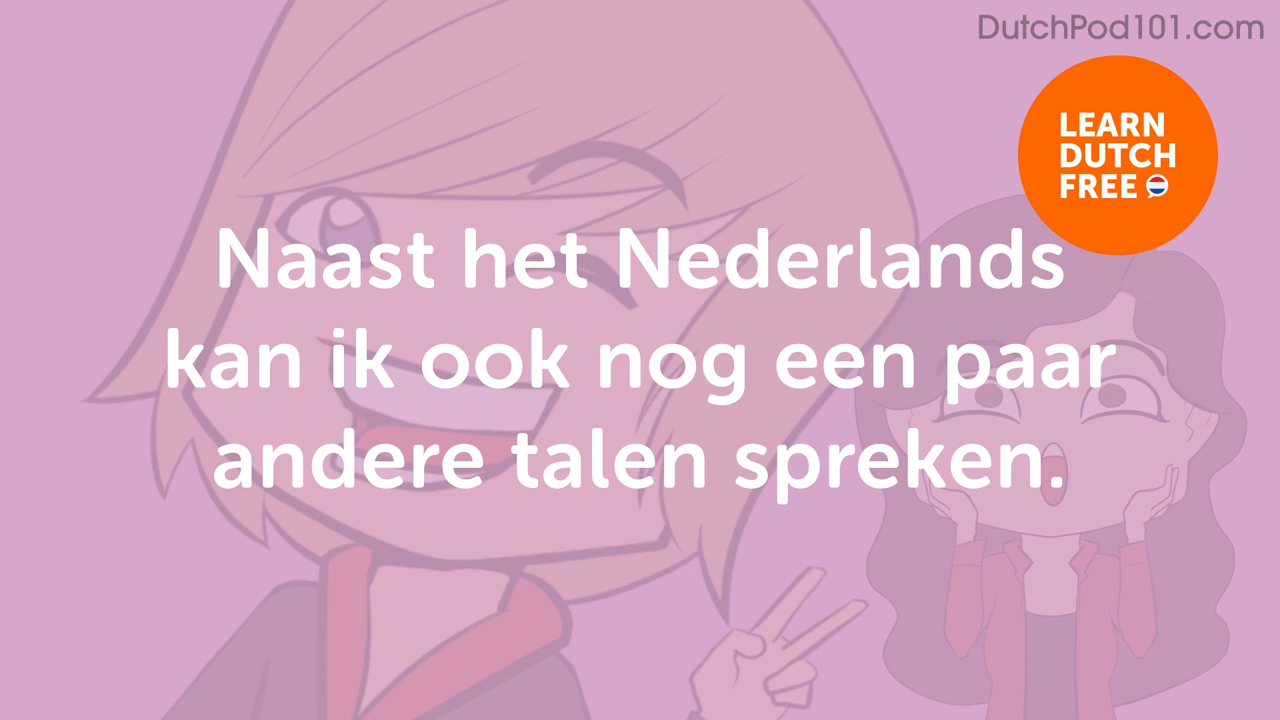 DutchPod101.com
LEARN
DUTCH
FREE
Naast het Nederlands
kan ik ook nog een paar
andere talen spreken.